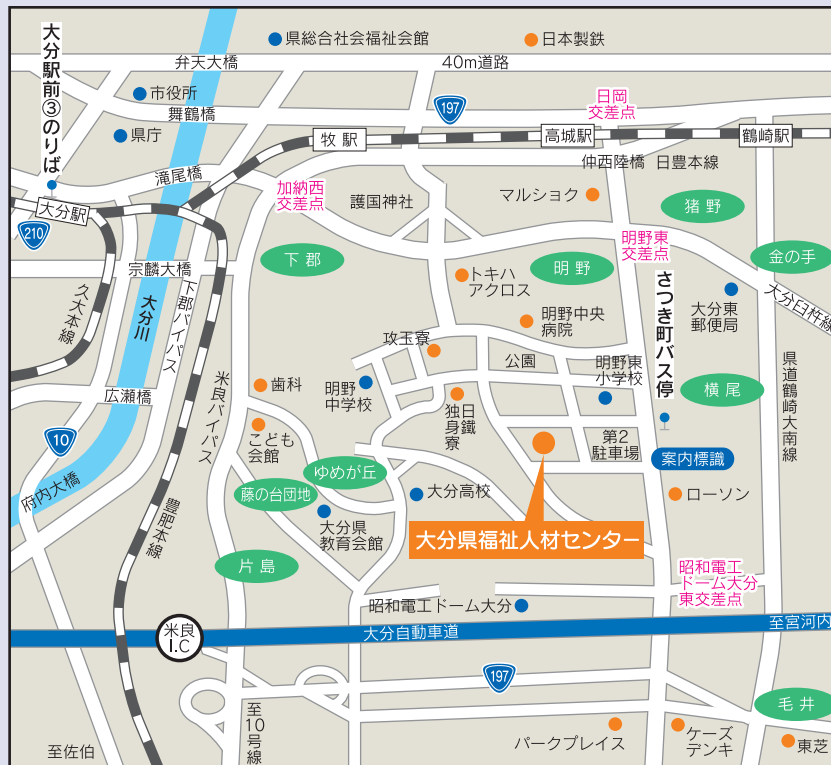 県総合社会福祉会館
日本製鉄
大分駅前③のりば
弁天大橋
40m道路
市役所
舞鶴橋
197
日岡
交差点
県庁
牧駅
高城駅
鶴崎駅
仲西陸橋
日豊本線
滝尾橋
加納西
交差点
護国神社
マルショク
猪野
大分駅
210
明野東
交差点
金の手
宗麟大橋
下郡
明野
トキハ
アクロス
さつき町バス停
大分東
郵便局
大分臼杵線
久大本線
大分川
下郡バイパス
明野中央
病院
攻玉寮
公園
明野東
小学校
県道鶴崎大南線
米良バイパス
歯科
明野
中学校
横尾
広瀬橋
独身寮
日鐵
こども
会館
第2
駐車場
10
案内標識
府内大橋
ゆめが丘
藤の台団地
大分高校
ローソン
豊肥本線
大分県
教育会館
大分県福祉人材センター
片島
昭和電工
ドーム大分
東交差点
昭和電工ドーム大分
米良
I.C
大分自動車道
至宮河内
197
毛井
至10号線
パークプレイス
ケーズ
デンキ
東芝
至佐伯